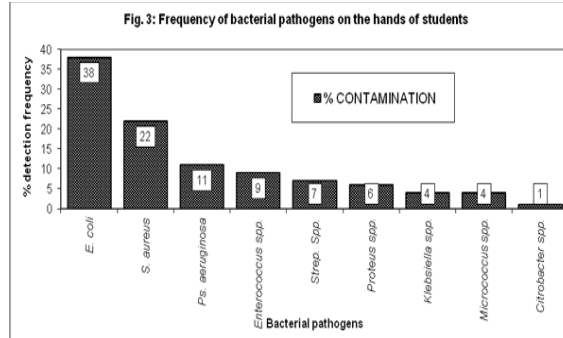 Fig. 3: Frequency of bacterial pathogens on the hands of students
% detection frequency
40
35
30
25
20
15
10
5
0
% CONTAMINATION
38
22
11
9
7
6
4
4
1
E. coli
S. aureus
Ps. aeruginosa
Enterococcus spp.
Strep. Spp.
Proteus spp.
Klebsiella spp.
Micrococcus spp.
Citrobacter spp.
Bacterial pathogens